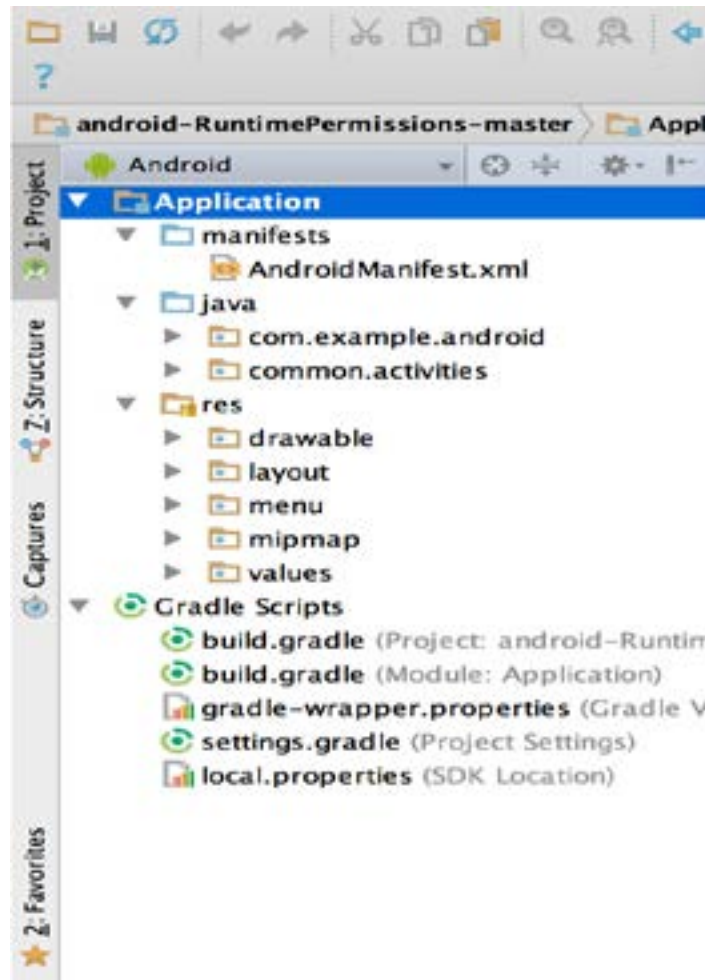 ?
android-RuntimePermissions-master
Appl
Android
1: Project
Application
manifests
AndroidManifest.xml
java
com.example.android
common.activities
7: Structure
res
drawable
layout
menu
mipmap
values
Captures
Gradle Scripts
build.gradle (Project: android-Runtim
build.gradle (Module: Application)
gradle-wrapper.properties (Gradle V
settings.gradle (Project Settings)
local.properties (SDK Location)
2: Favorites